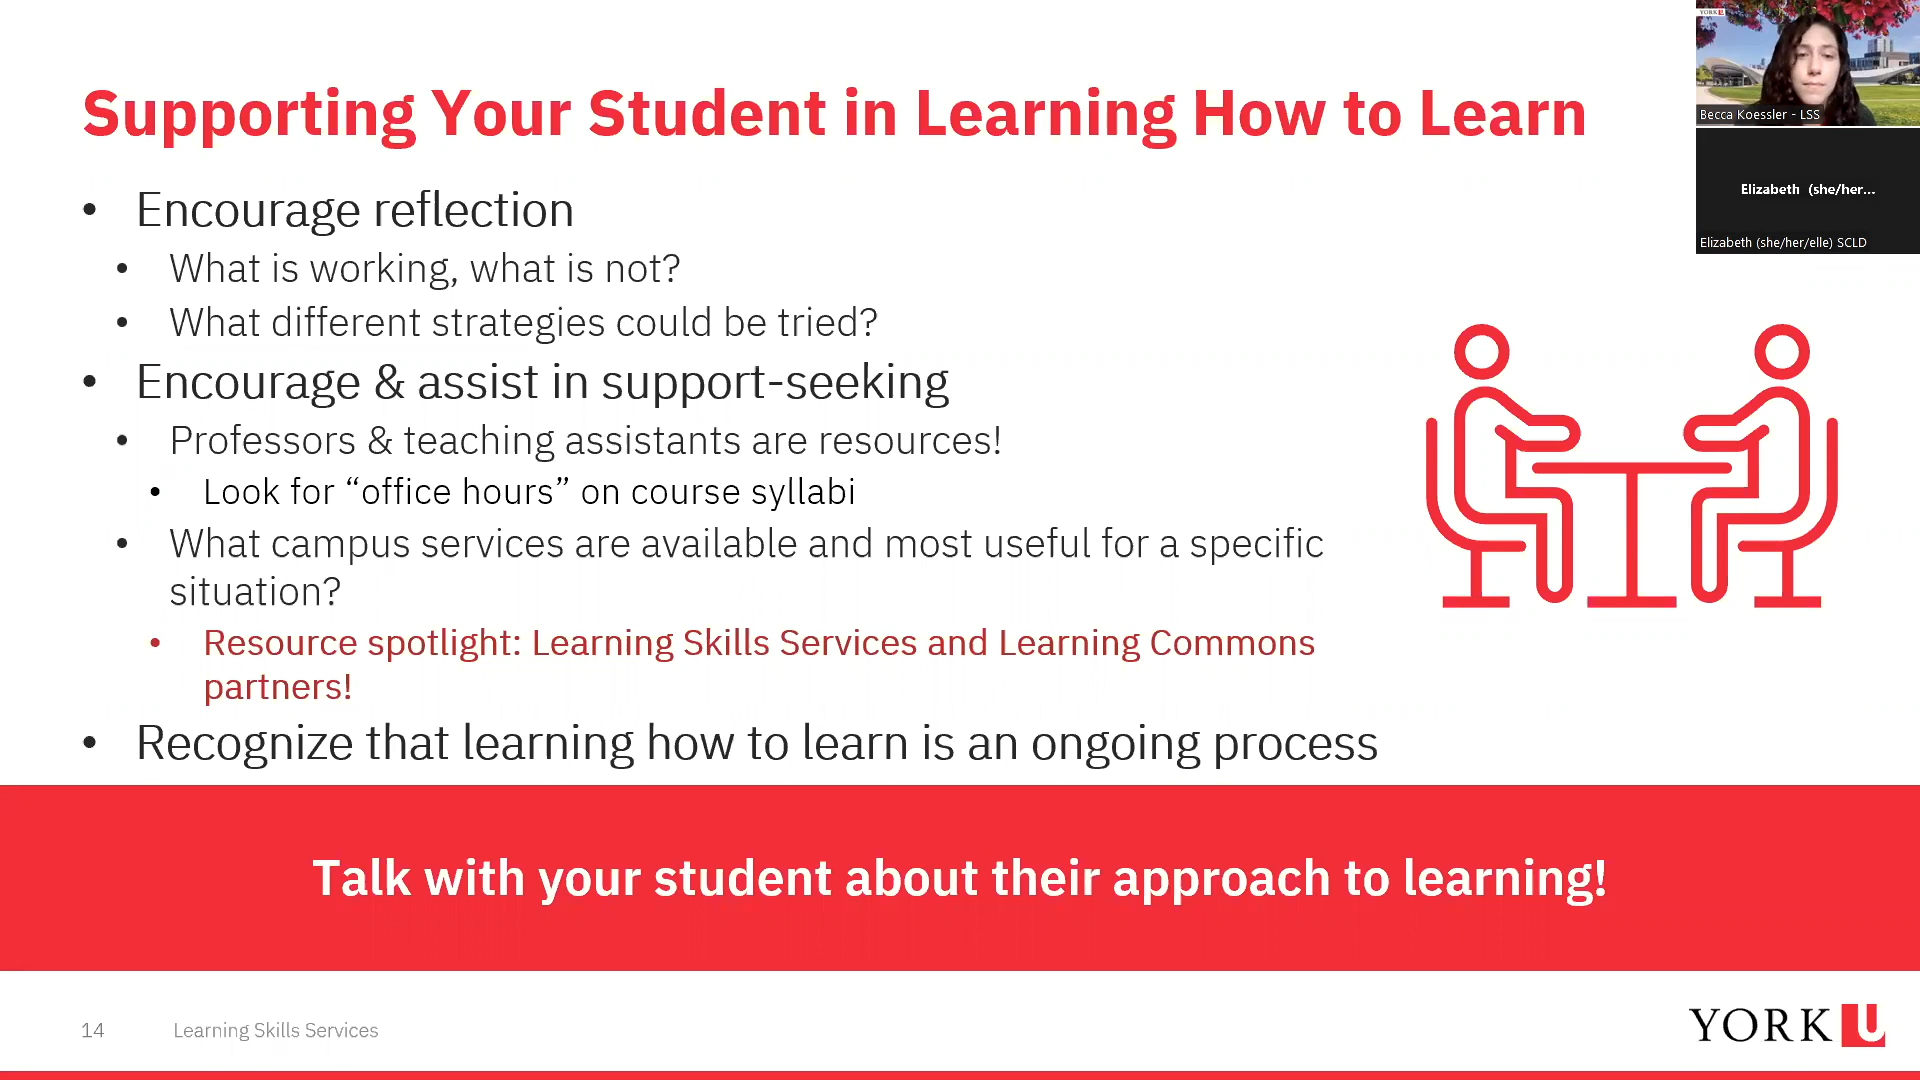 Supporting Your Student in Learning How to Learn
• Encourage reflection
• What is working, what is not?
• What different strategies could be tried?
• Encourage & assist in support-seeking
• Professors & teaching assistants are resources!
• Look for “office hours” on course syllabi
• What campus services are available and most useful for a specific
situation?
• Resource spotlight: Learning Skills Services and Learning Commons
partners!
• Recognize that learning how to learn is an ongoing process
Talk with your student about their approach to learning!
14 Learning Skills Services
YORK U
YORK U
Becca Koessler - LSS
Elizabeth (she/her...
Elizabeth (she/her/elle) SCLD